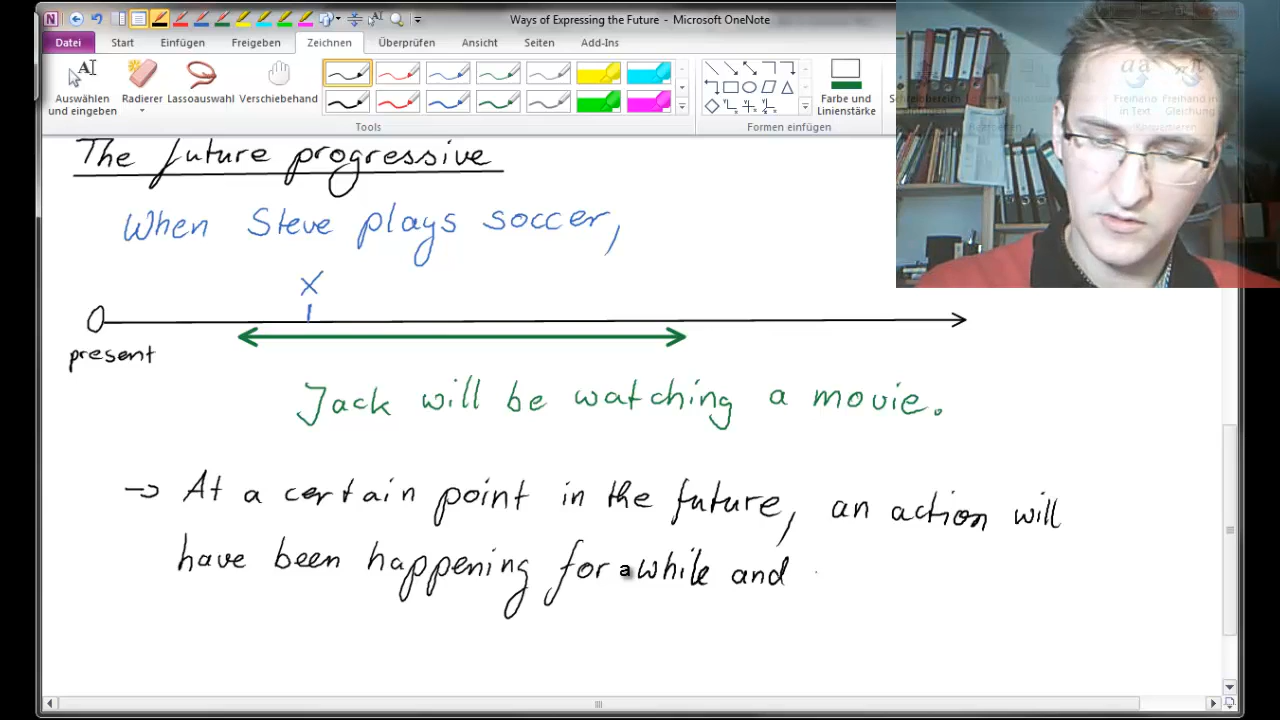 Ways of Expressing the Future - Microsoft OneNote
Datei Start Einfügen Freigeben Zeichnen Überprüfen Ansicht Seiten Add-Ins
Auswählen und eingeben Radierer Lassoauswahl Verschiebehand Farbe und Linienstärke
Tools Formen einfügen
The future progressive
When Steve plays soccer,
X
present
Jack will be watching a movie.
→ At a certain point in the future, an action will
have been happening for a while and